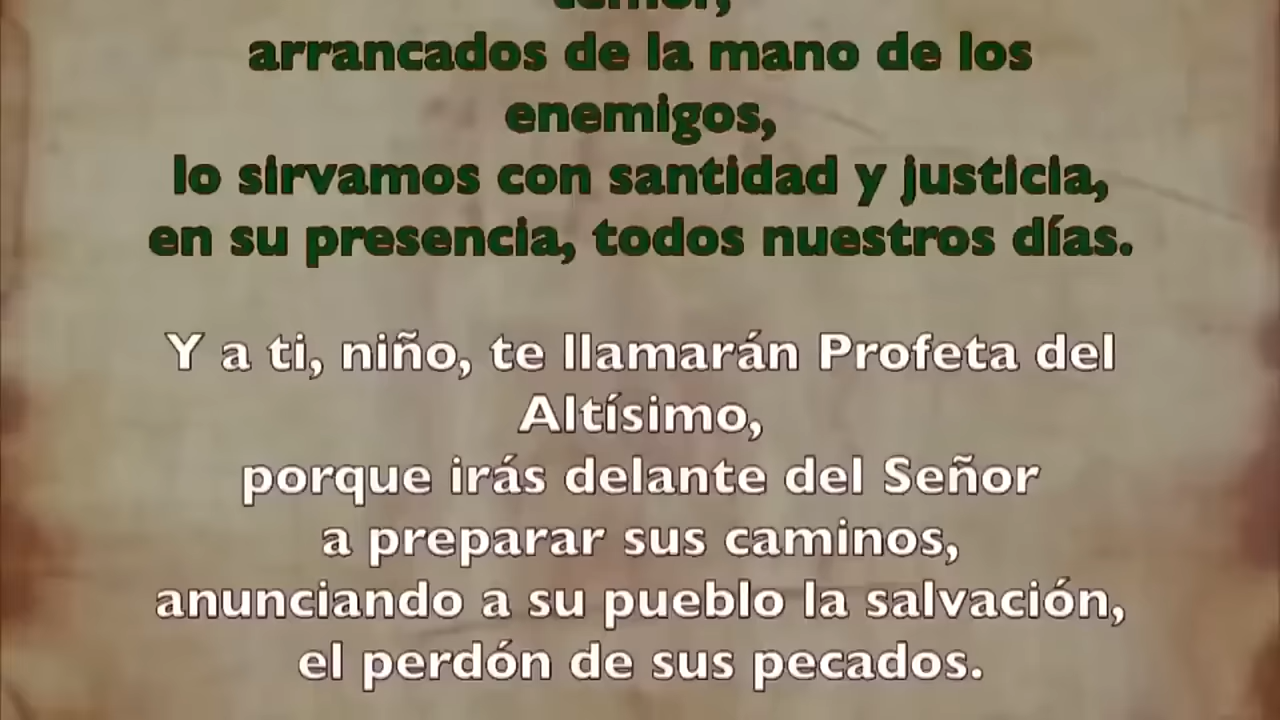 temor,
arrancados de la mano de los
enemigos,
lo sirvamos con santidad y justicia,
en su presencia, todos nuestros días.
Y a ti, niño, te llamarán Profeta del
Altísimo,
porque irás delante del Señor
a preparar sus caminos,
anunciando a su pueblo la salvación,
el perdón de sus pecados.